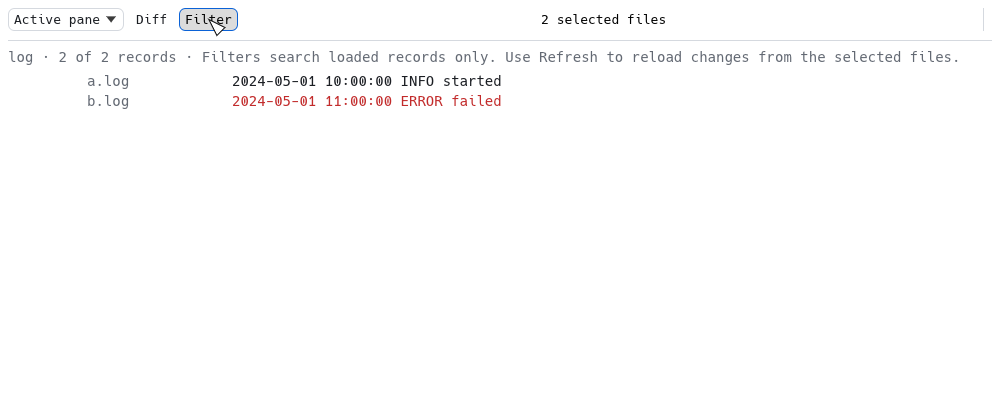 Active pane Diff Filter 2 selected files
log · 2 of 2 records · Filters search loaded records only. Use Refresh to reload changes from the selected files.
a.log 2024-05-01 10:00:00 INFO started
b.log 2024-05-01 11:00:00 ERROR failed